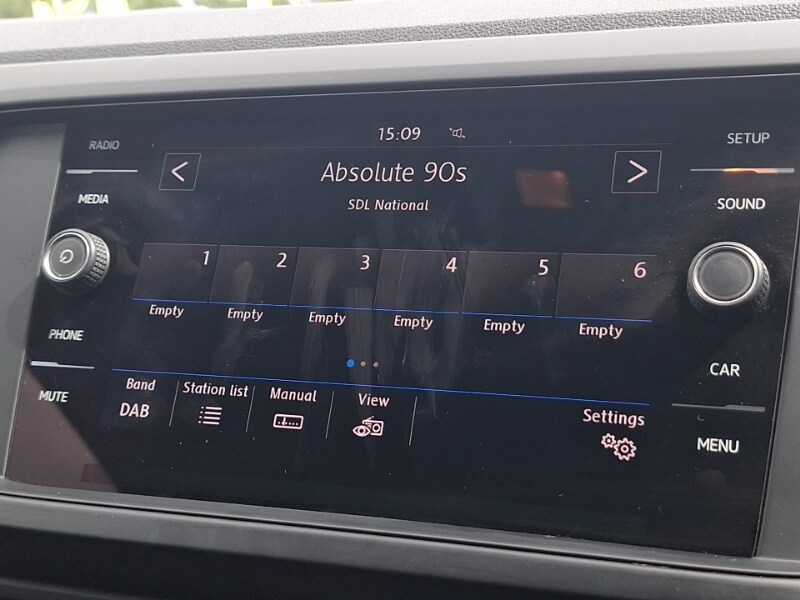 15:09
RADIO
SETUP
Absolute 90s
MEDIA
SDL National
SOUND
1 2 3 4 5 6
Empty Empty Empty Empty Empty Empty
PHONE
CAR
MUTE
Band Station list Manual View Settings
DAB
MENU